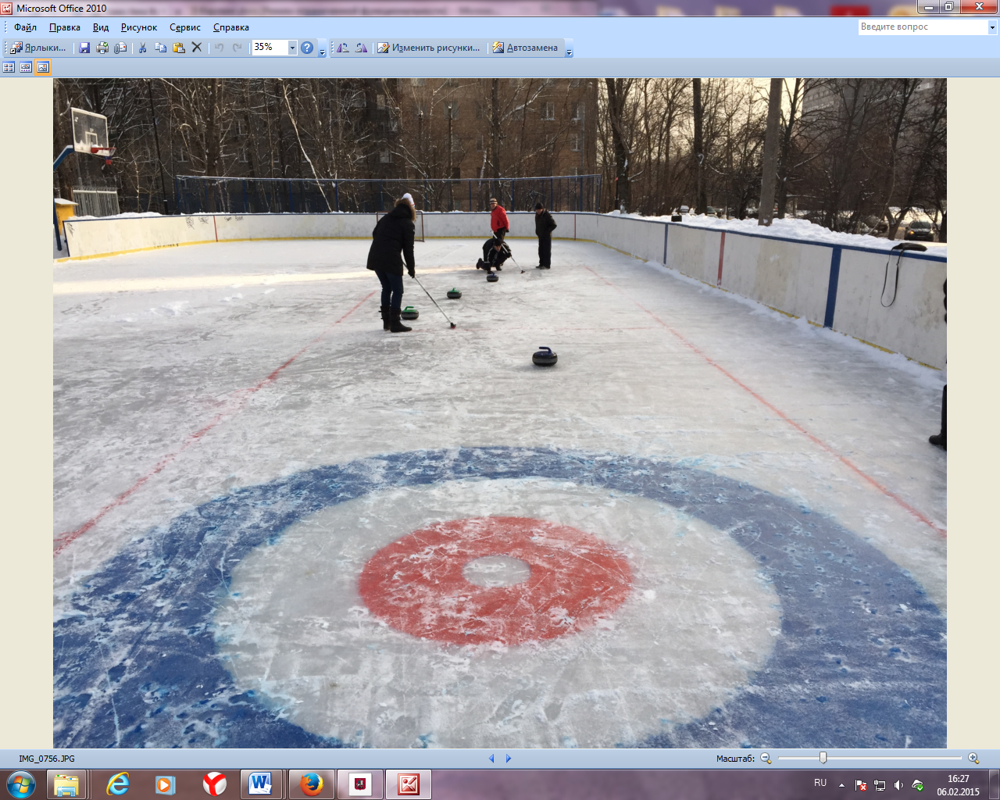 Microsoft Office 2010
Файл Правка Вид Рисунок Сервис Справка
Введите вопрос
Ярлыки...
35%
Изменить рисунки...
Автозамена
IMG_0756.JPG
Масштаб:
RU
16:27
06.02.2015